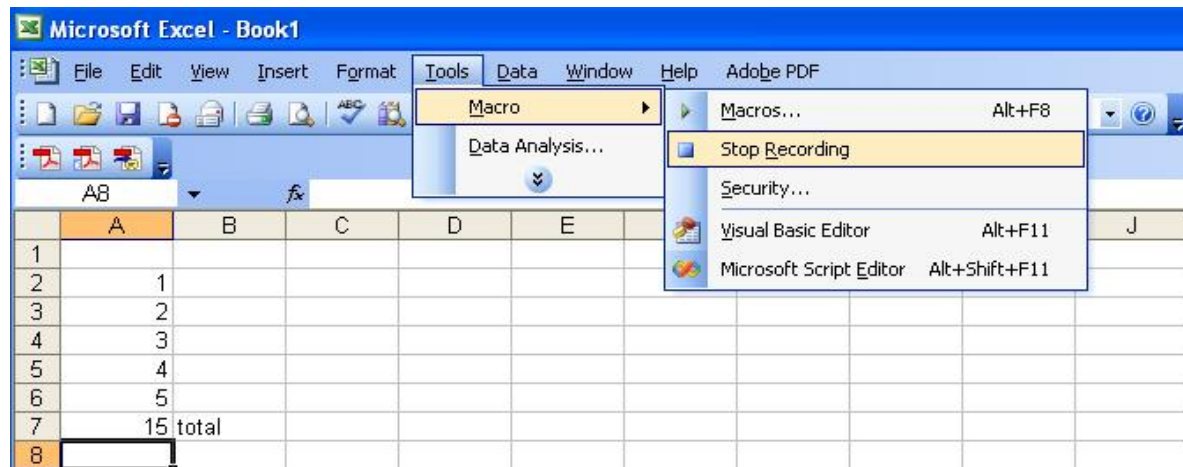 Microsoft Excel - Book1
File Edit View Insert Format Tools Data Window Help Adobe PDF
ABC
Macro
Data Analysis...
Macros... Alt+F8
Stop Recording
Security...
Visual Basic Editor Alt+F11
Microsoft Script Editor Alt+Shift+F11
A8 fx
A B C D E J
1
2 1
3 2
4 3
5 4
6 5
7 15 total
8